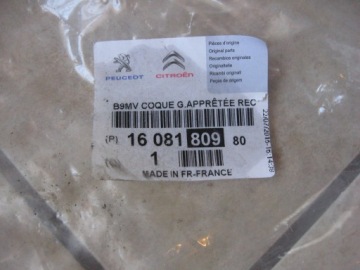 PEUGEOT
CITROËN
Pièces d'origine
Original parts
Recambios originales
Originalteile
Ricambi originali
Peças de origem
B9MV COQUE G.APPRÊTÉE REC
(P) 16 081 809 80
(Q) 1
MADE IN FR-FRANCE